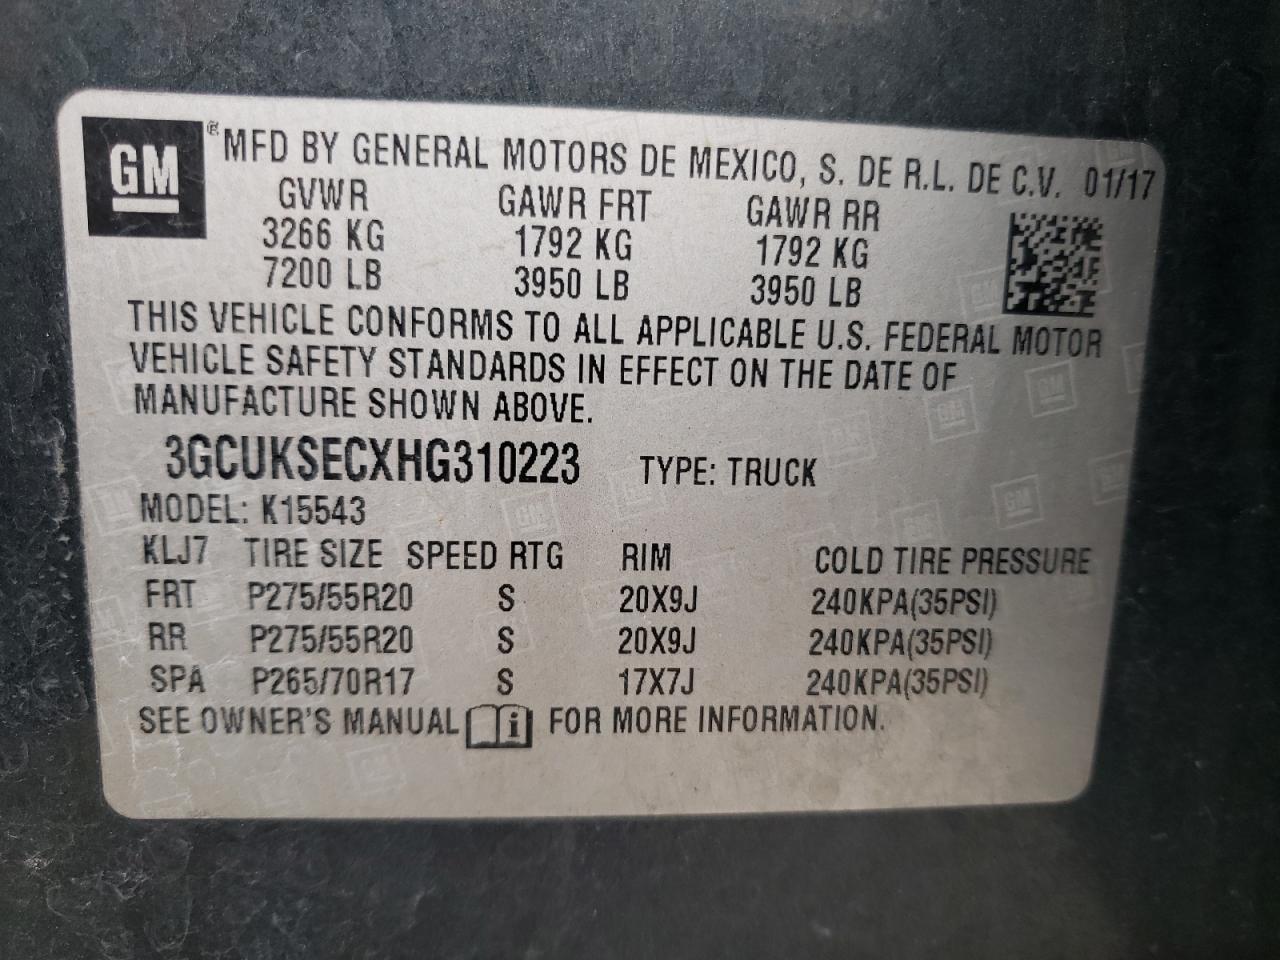 GM ® MFD BY GENERAL MOTORS DE MEXICO, S. DE R.L. DE C.V. 01/17
GVWR GAWR FRT GAWR RR
3266 KG 1792 KG 1792 KG
7200 LB 3950 LB 3950 LB
THIS VEHICLE CONFORMS TO ALL APPLICABLE U.S. FEDERAL MOTOR
VEHICLE SAFETY STANDARDS IN EFFECT ON THE DATE OF
MANUFACTURE SHOWN ABOVE.
3GCUKSECXHG310223 TYPE: TRUCK
MODEL: K15543
KLJ7 TIRE SIZE SPEED RTG RIM COLD TIRE PRESSURE
FRT P275/55R20 S 20X9J 240KPA(35PSI)
RR P275/55R20 S 20X9J 240KPA(35PSI)
SPA P265/70R17 S 17X7J 240KPA(35PSI)
SEE OWNER'S MANUAL i FOR MORE INFORMATION.